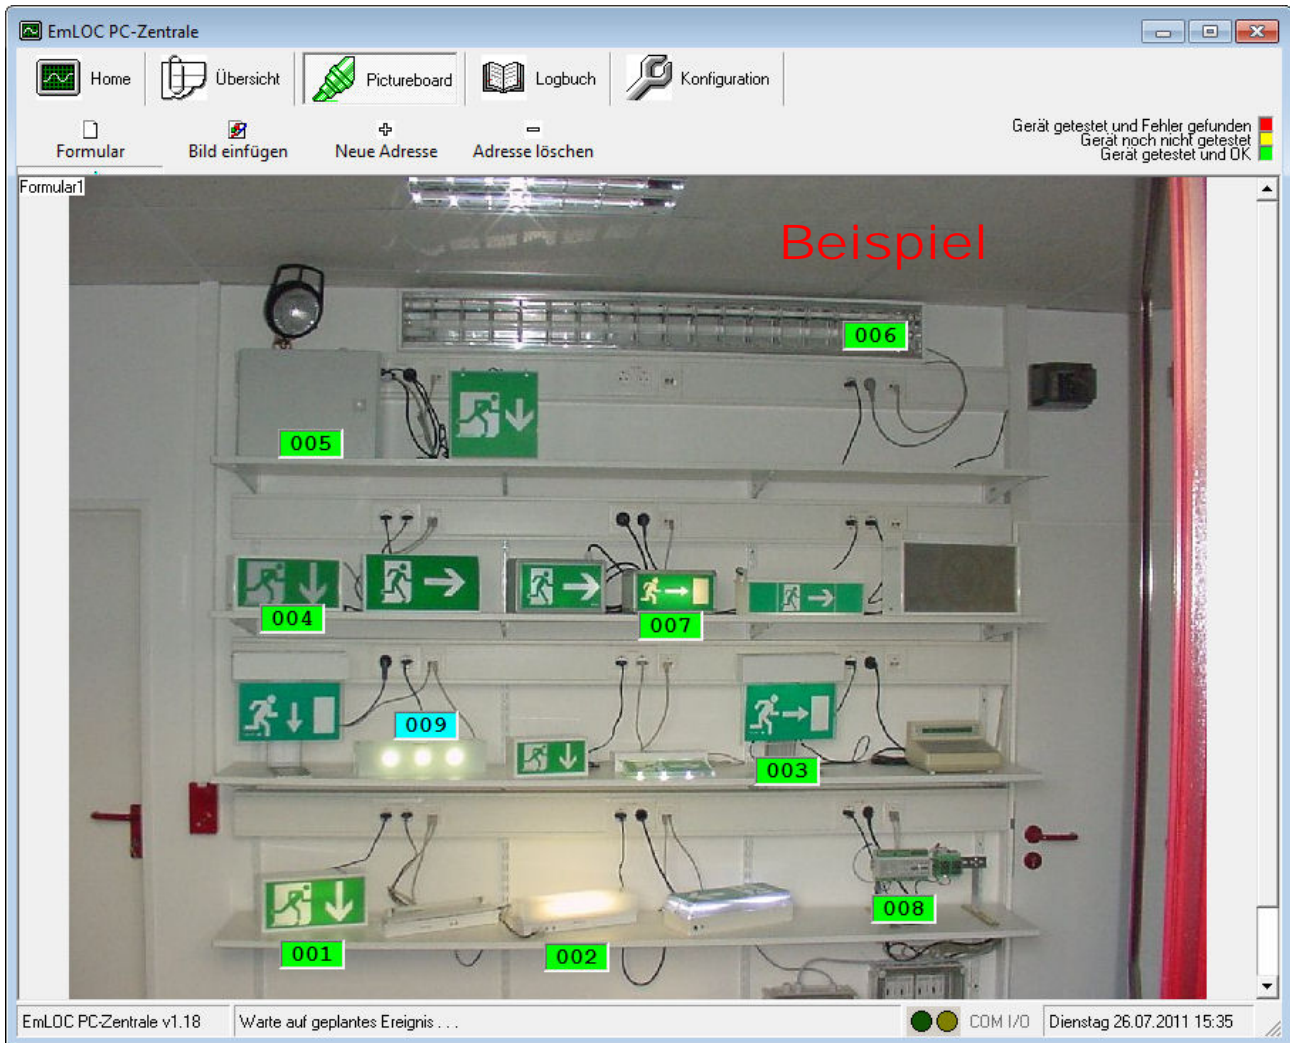 EmLOC PC-Zentrale
Home
Übersicht
Pictureboard
Logbuch
Konfiguration
Formular
Bild einfügen
Neue Adresse
Adresse löschen
Gerät getestet und Fehler gefunden
Gerät noch nicht getestet
Gerät getestet und OK
Formular1
Beispiel
006
005
004
007
009
003
008
001
002
EmLOC PC-Zentrale v1.18
Warte auf geplantes Ereignis . . .
COM I/O
Dienstag 26.07.2011 15:35